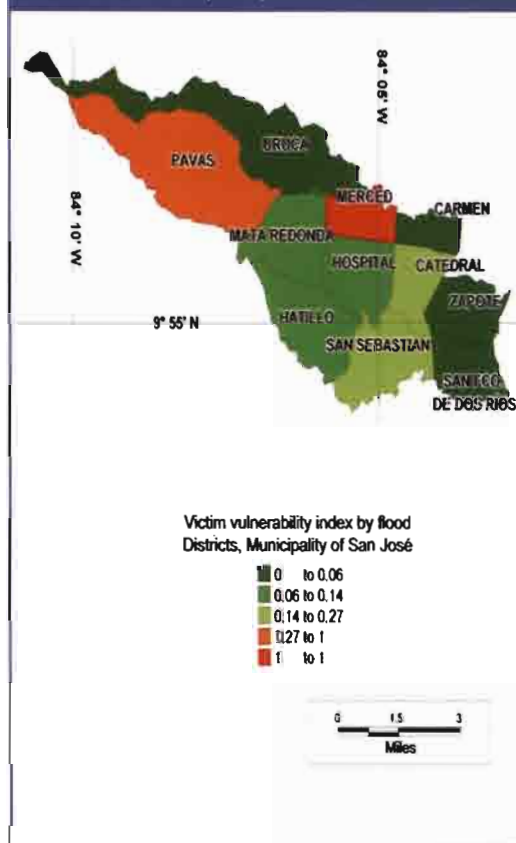 84° 05' W
84° 10' W
PAVAS
MERCED
CARMEN
MATA REDONDA
HOSPITAL
CATEDRAL
ZAPOTE
9° 55' N
HATILLO
SAN SEBASTIAN
DE DOS RIOS
Victim vulnerability index by flood
Districts, Municipality of San José
0 to 0.06
0.06 to 0.14
0.14 to 0.27
0.27 to 1
1 to 1
0 1.5 3
Miles